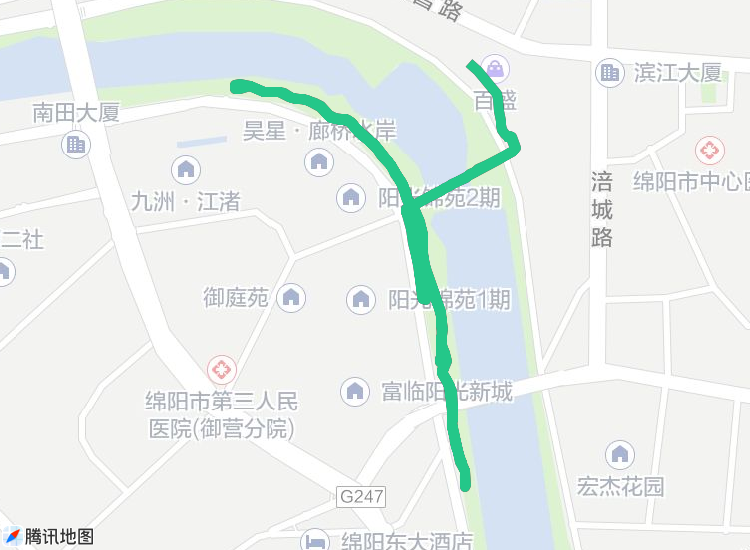 昌路
滨江大厦
百盛
南田大厦
昊星·廊桥水岸
绵阳市中心医
九洲·江渚
阳光锦苑2期
涪城路
二社
御庭苑
阳光锦苑1期
绵阳市第三人民
医院(御营分院)
富临阳光新城
宏杰花园
G247
腾讯地图
绵阳东大酒店